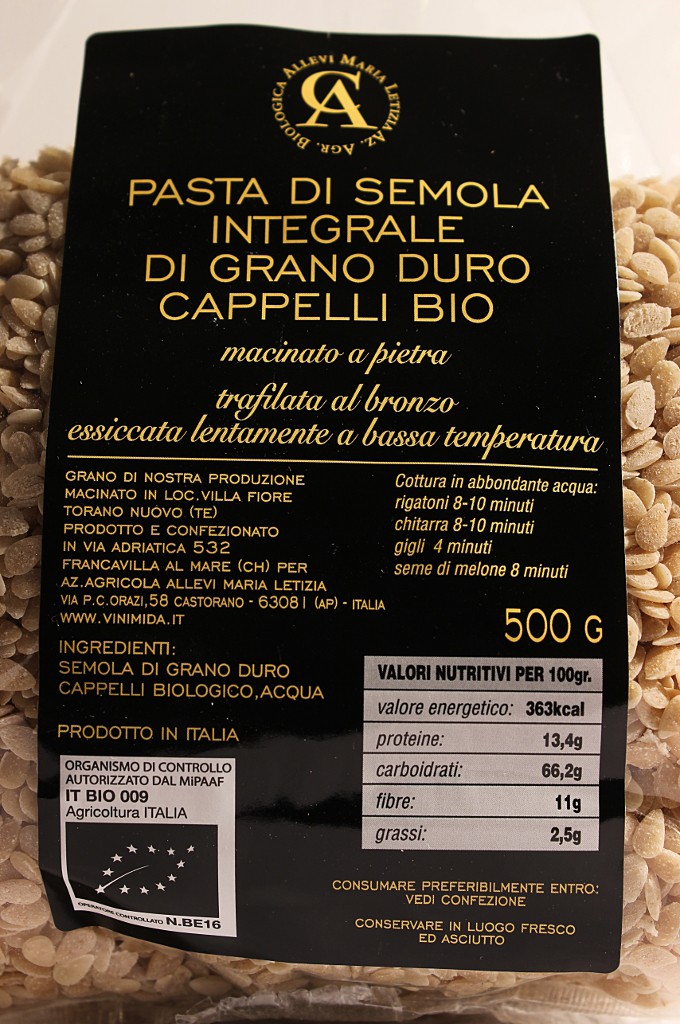 BIOLOGICA ALLEVI MARIA LETIZIA AZ. AGR.
CA
PASTA DI SEMOLA
INTEGRALE
DI GRANO DURO
CAPPELLI BIO
macinato a pietra
trafilata al bronzo
essiccata lentamente a bassa temperatura
GRANO DI NOSTRA PRODUZIONE
MACINATO IN LOC.VILLA FIORE
TORANO NUÒVO (TE)
PRODOTTO E CONFEZIONATO
IN VIA ADRIATICA 532
FRANCAVILLA AL MARE (CH) PER
AZ.AGRICOLA ALLEVI MARIA LETIZIA
VIA P.C.ORAZI,58 CASTORANO - 63081 (AP) - ITALIA
WWW.VINIMIDA.IT
Cottura in abbondante acqua:
rigatoni 8-10 minuti
chitarra 8-10 minuti
gigli 4 minuti
seme di melone 8 minuti
500 G
INGREDIENTI:
SEMOLA DI GRANO DURO
CAPPELLI BIOLOGICO,ACQUA
PRODOTTO IN ITALIA
VALORI NUTRITIVI PER 100gr.
valore energetico: 363kcal
proteine: 13,4g
carboidrati: 66,2g
fibre: 11g
grassi: 2,5g
ORGANISMO DI CONTROLLO
AUTORIZZATO DAL MiPAAF
IT BIO 009
Agricoltura ITALIA
OPERATORE CONTROLLATO N.BE16
CONSUMARE PREFERIBILMENTE ENTRO:
VEDI CONFEZIONE
CONSERVARE IN LUOGO FRESCO
ED ASCIUTTO